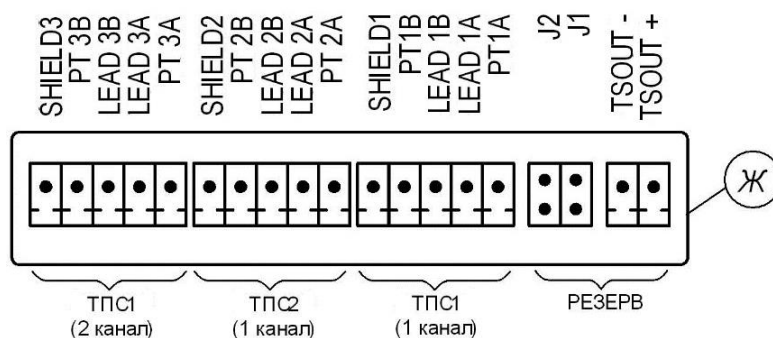 SHIELD3
PT 3B
LEAD 3B
LEAD 3A
PT 3A
SHIELD2
PT 2B
LEAD 2B
LEAD 2A
PT 2A
SHIELD1
PT1B
LEAD 1B
LEAD 1A
PT1A
J2
J1
TSOUT -
TSOUT +
Ж
ТПС1
(2 канал)
ТПС2
(1 канал)
ТПС1
(1 канал)
РЕЗЕРВ